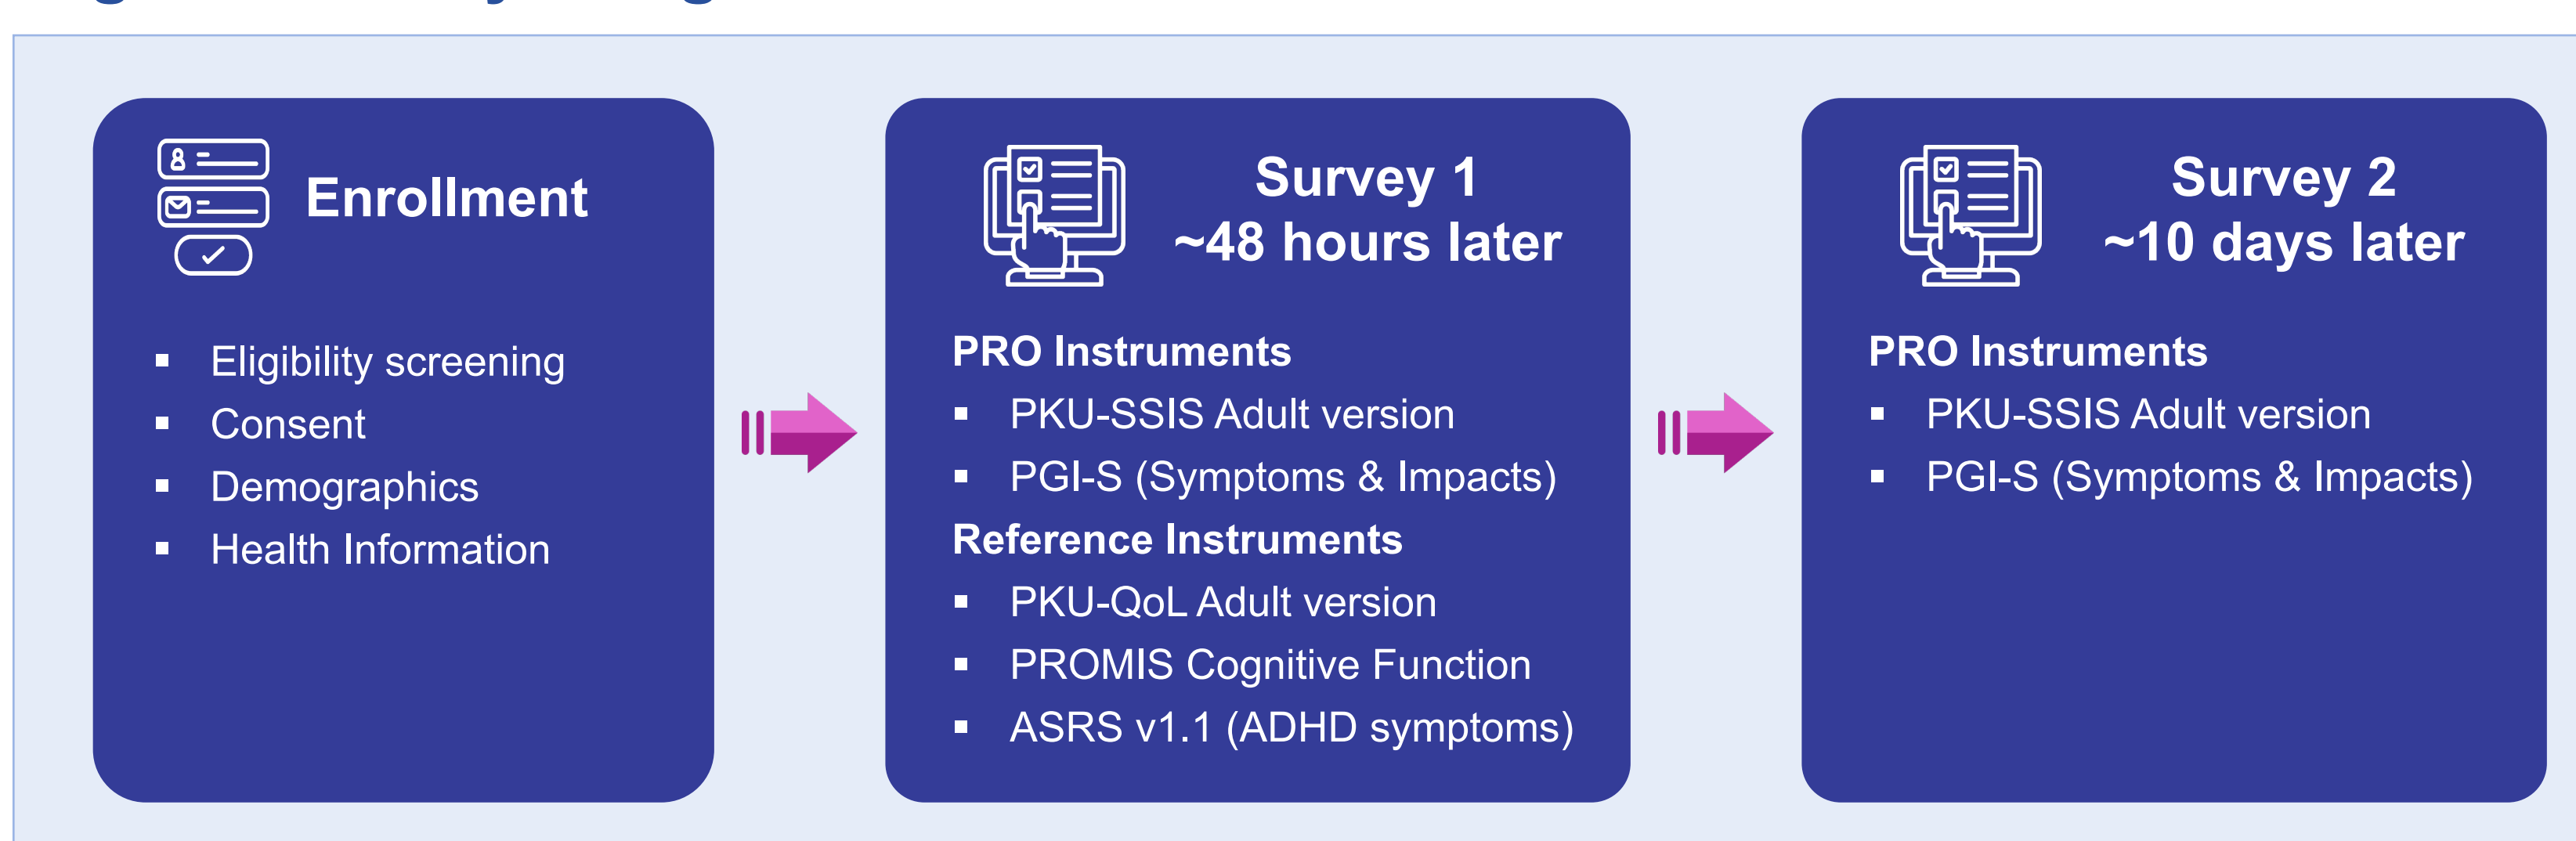 Enrollment
▪ Eligibility screening
▪ Consent
▪ Demographics
▪ Health Information
Survey 1
~48 hours later
PRO Instruments
▪ PKU-SSIS Adult version
▪ PGI-S (Symptoms & Impacts)
Reference Instruments
▪ PKU-QoL Adult version
▪ PROMIS Cognitive Function
▪ ASRS v1.1 (ADHD symptoms)
Survey 2
~10 days later
PRO Instruments
▪ PKU-SSIS Adult version
▪ PGI-S (Symptoms & Impacts)